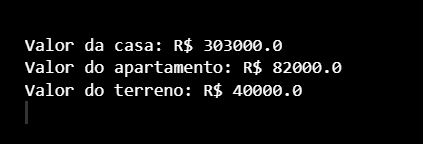 Valor da casa: R$ 303000.0
Valor do apartamento: R$ 82000.0
Valor do terreno: R$ 40000.0